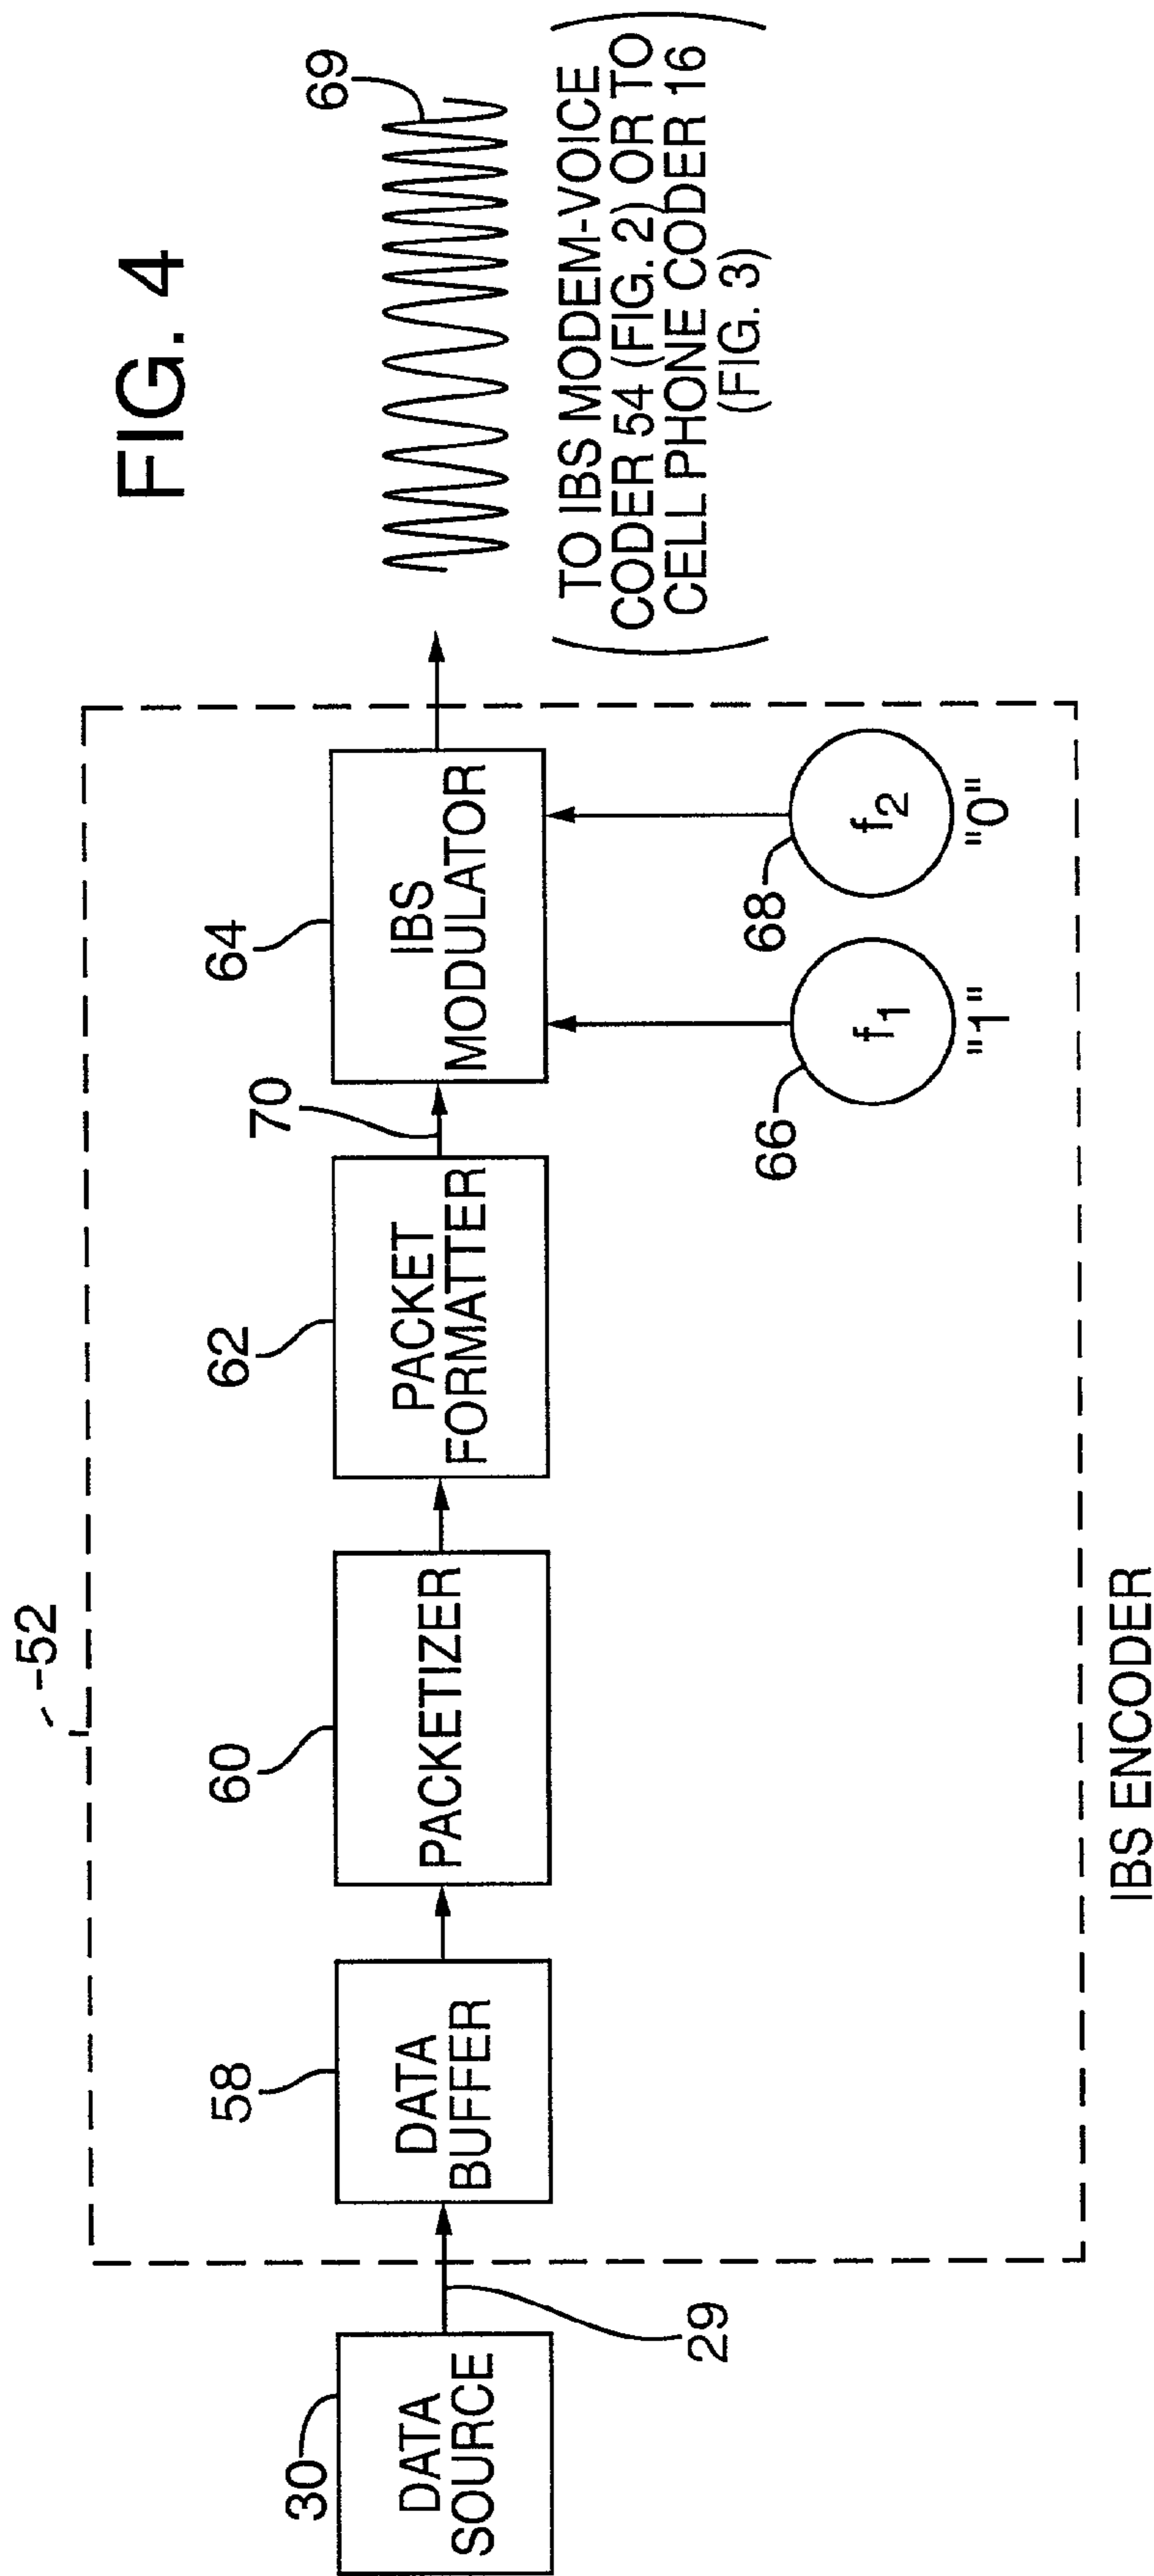 FIG. 4
52
30
DATA
SOURCE
29
58
DATA
BUFFER
60
PACKETIZER
62
PACKET
FORMATTER
70
64
IBS
MODULATOR
66
f1
"1"
68
f2
"0"
69
(TO IBS MODEM-VOICE
CODER 54 (FIG. 2) OR TO
CELL PHONE CODER 16
(FIG. 3))
IBS ENCODER